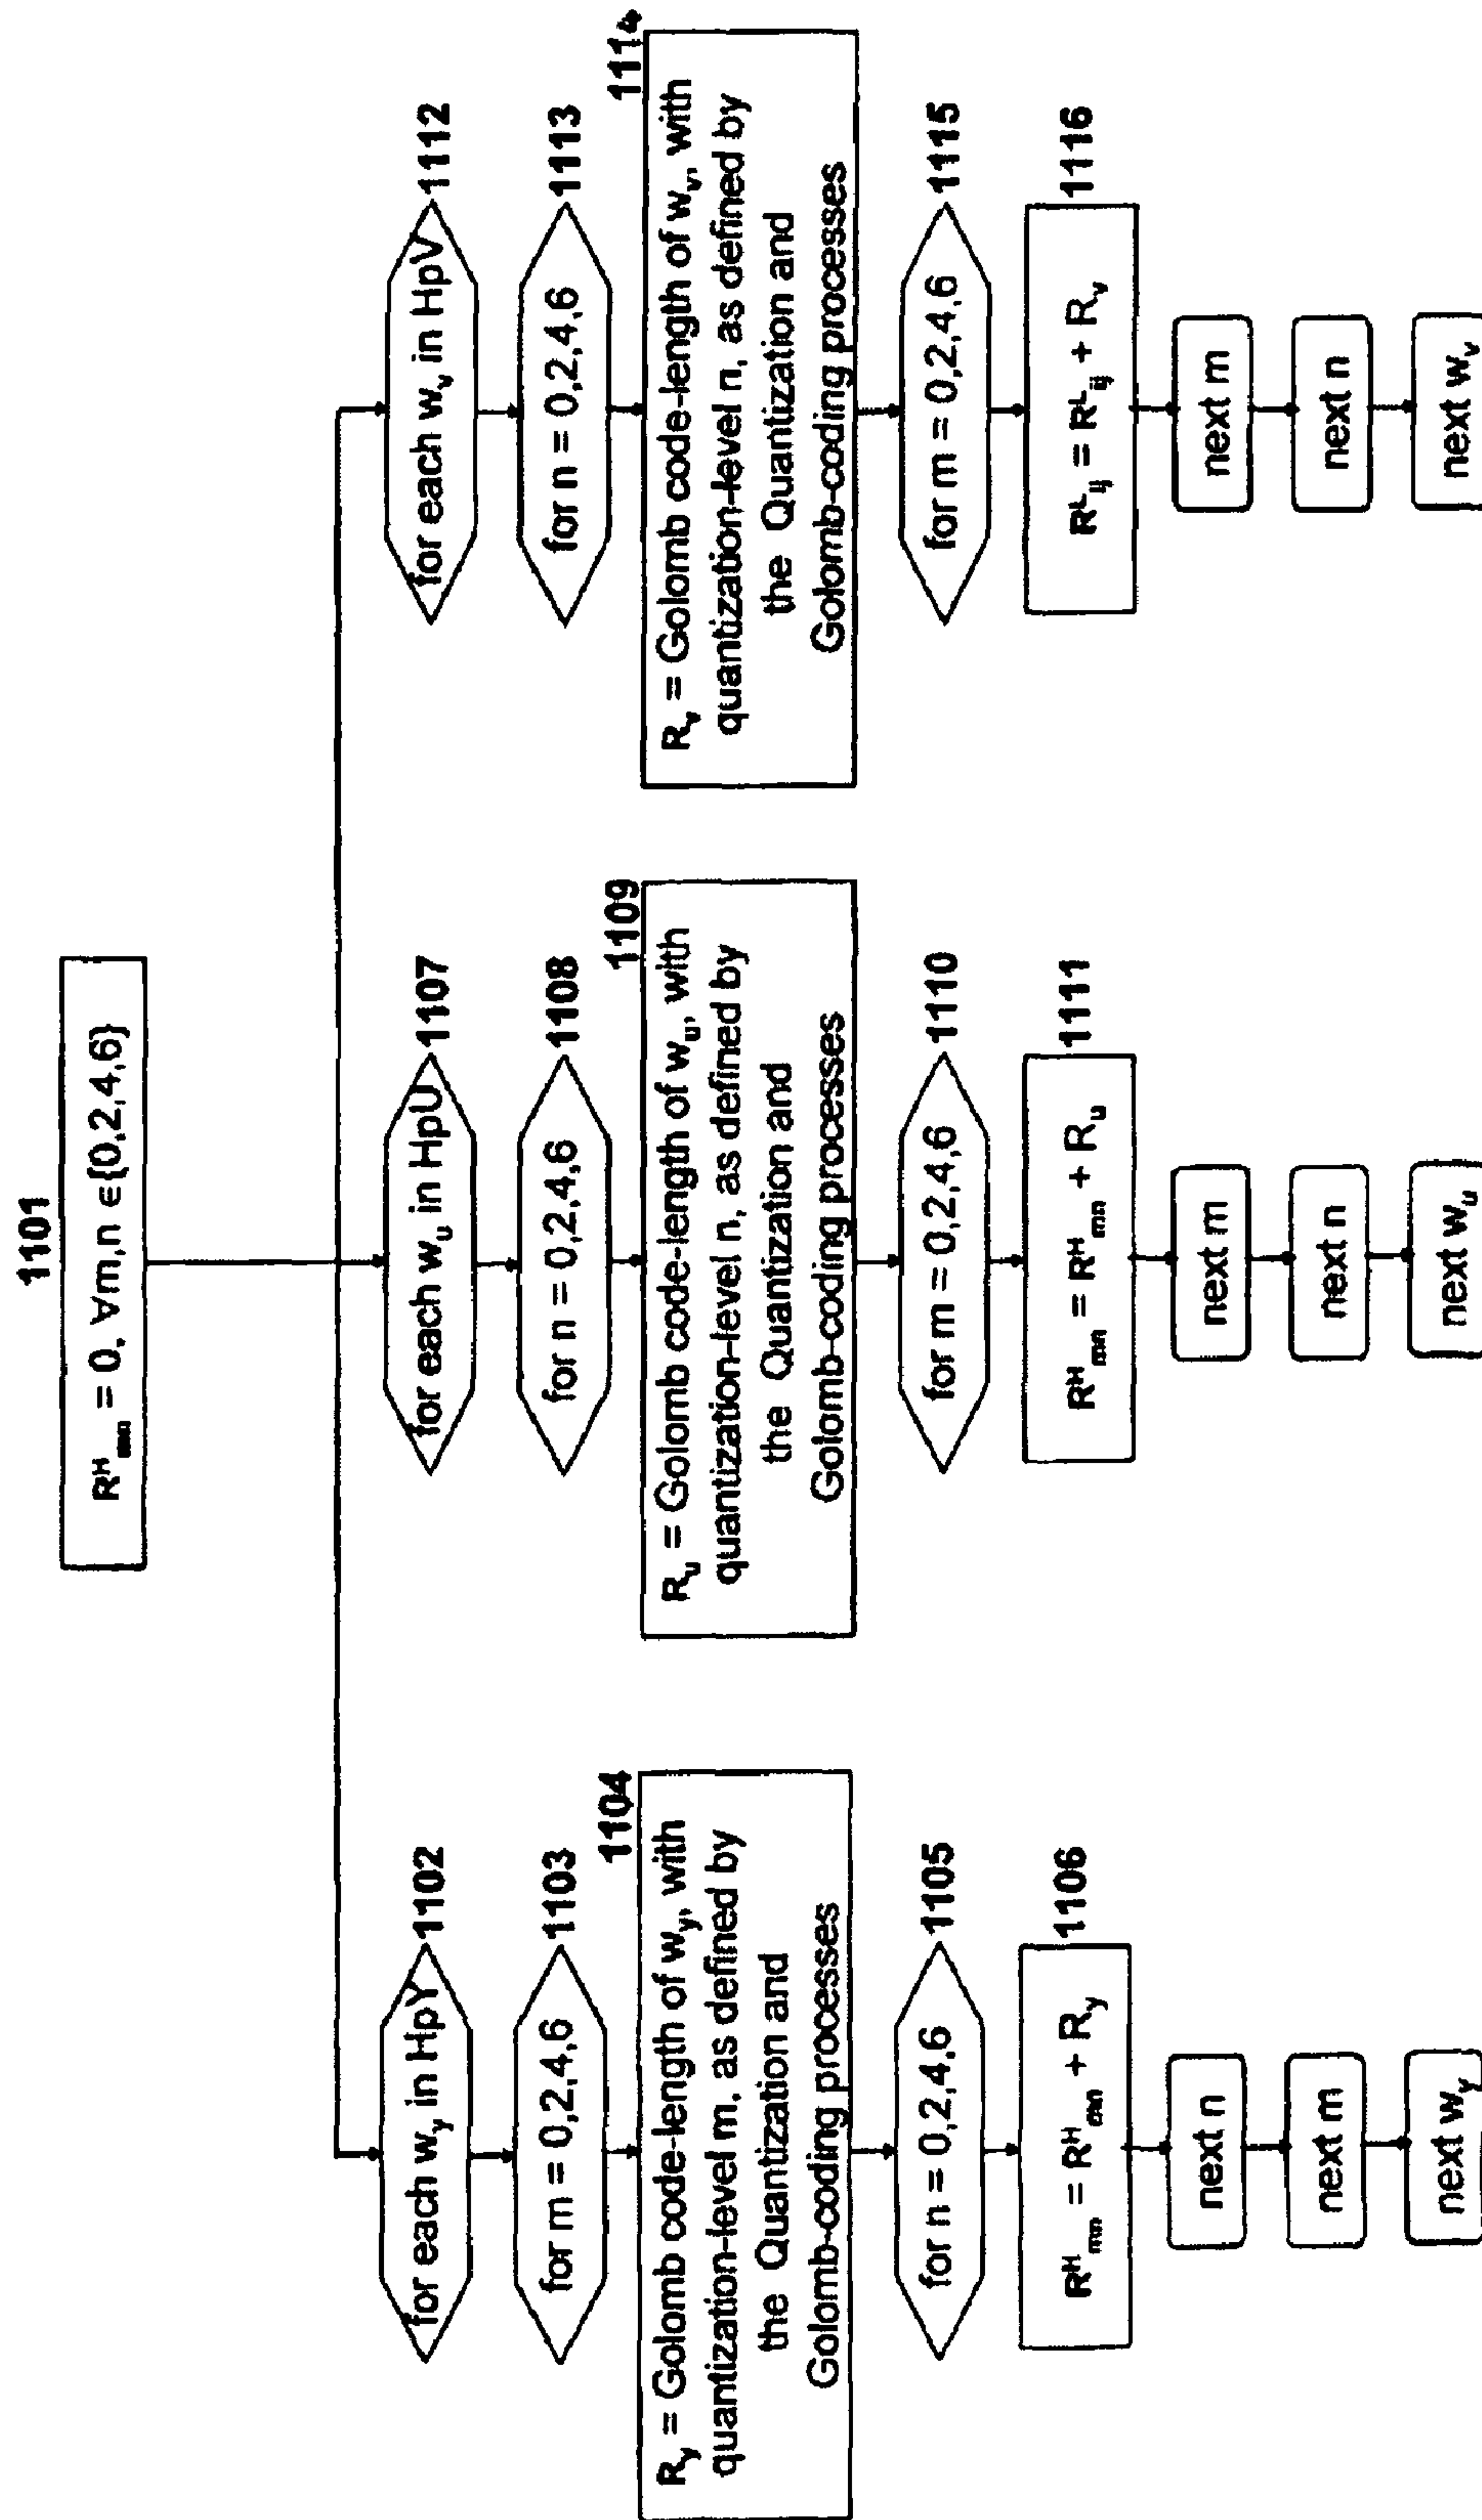 1101
Rᴴₘₙ = 0, ∀m,n ∈{0,2,4,6}
for each w_y in HpY 1102
for m = 0,2,4,6 1103
1104
R_y = Golomb code-length of w_y, with
quantization-level m, as defined by
the Quantization and
Golomb-coding processes
for n = 0,2,4,6 1105
1106
Rᴴₘₙ = Rᴴₘₙ + R_y
next n
next m
next w_y
for each w_u in HpU 1107
for n = 0,2,4,6 1108
1109
R_u = Golomb code-length of w_u, with
quantization-level n, as defined by
the Quantization and
Golomb-coding processes
for m = 0,2,4,6 1110
1111
Rᴴₘₙ = Rᴴₘₙ + R_u
next m
next n
next w_u
for each w_v in HpV 1112
for n = 0,2,4,6 1113
1114
R_v = Golomb code-length of w_v, with
quantization-level n, as defined by
the Quantization and
Golomb-coding processes
for m = 0,2,4,6 1115
1116
R^L_ij = R^L_ij + R_v
next m
next n
next w_v